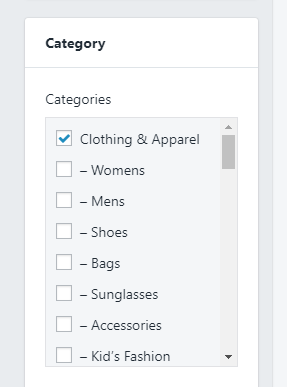 Category
Categories
Clothing & Apparel
– Womens
– Mens
– Shoes
– Bags
– Sunglasses
– Accessories
– Kid's Fashion